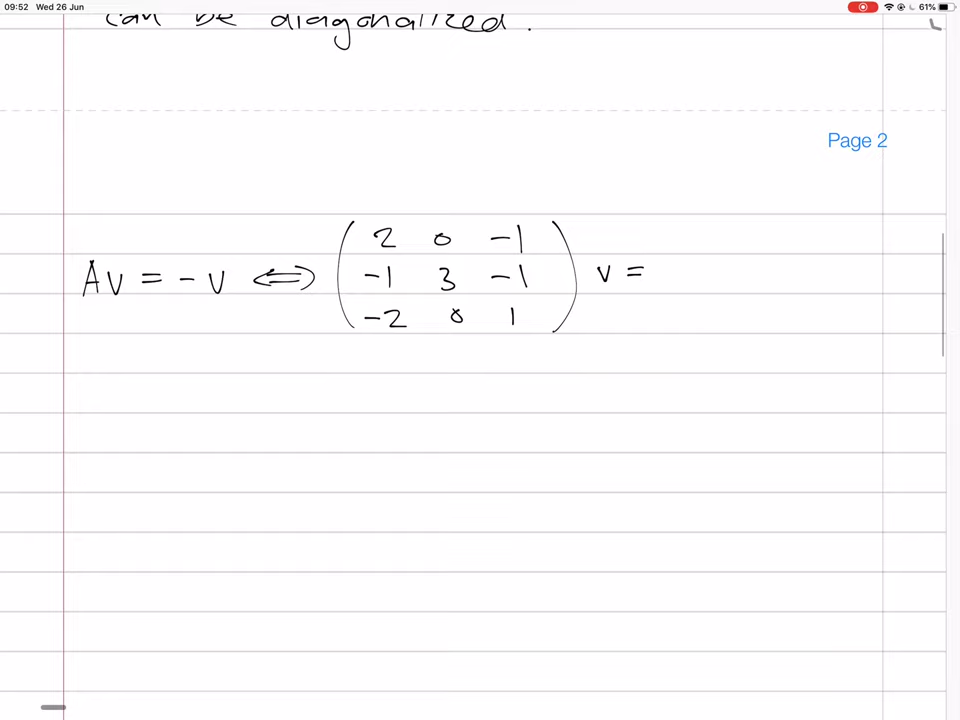 09:52 Wed 26 Jun 61%
can be diagonalized.
Page 2
Av = -v ⟺ ( 2 0 -1
-1 3 -1
-2 0 1 ) v =